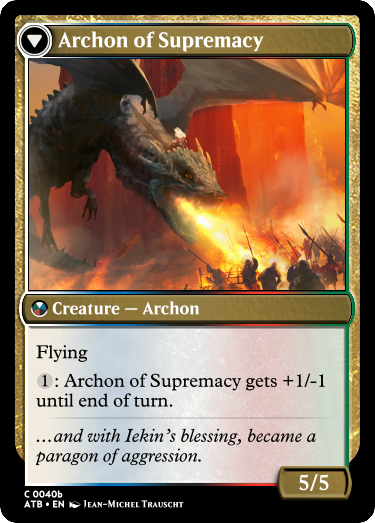 Archon of Supremacy
Creature — Archon
Flying
1: Archon of Supremacy gets +1/-1
until end of turn.
…and with Iekin's blessing, became a
paragon of aggression.
5/5
C 0040b
ATB • EN Jean-Michel Trauscht